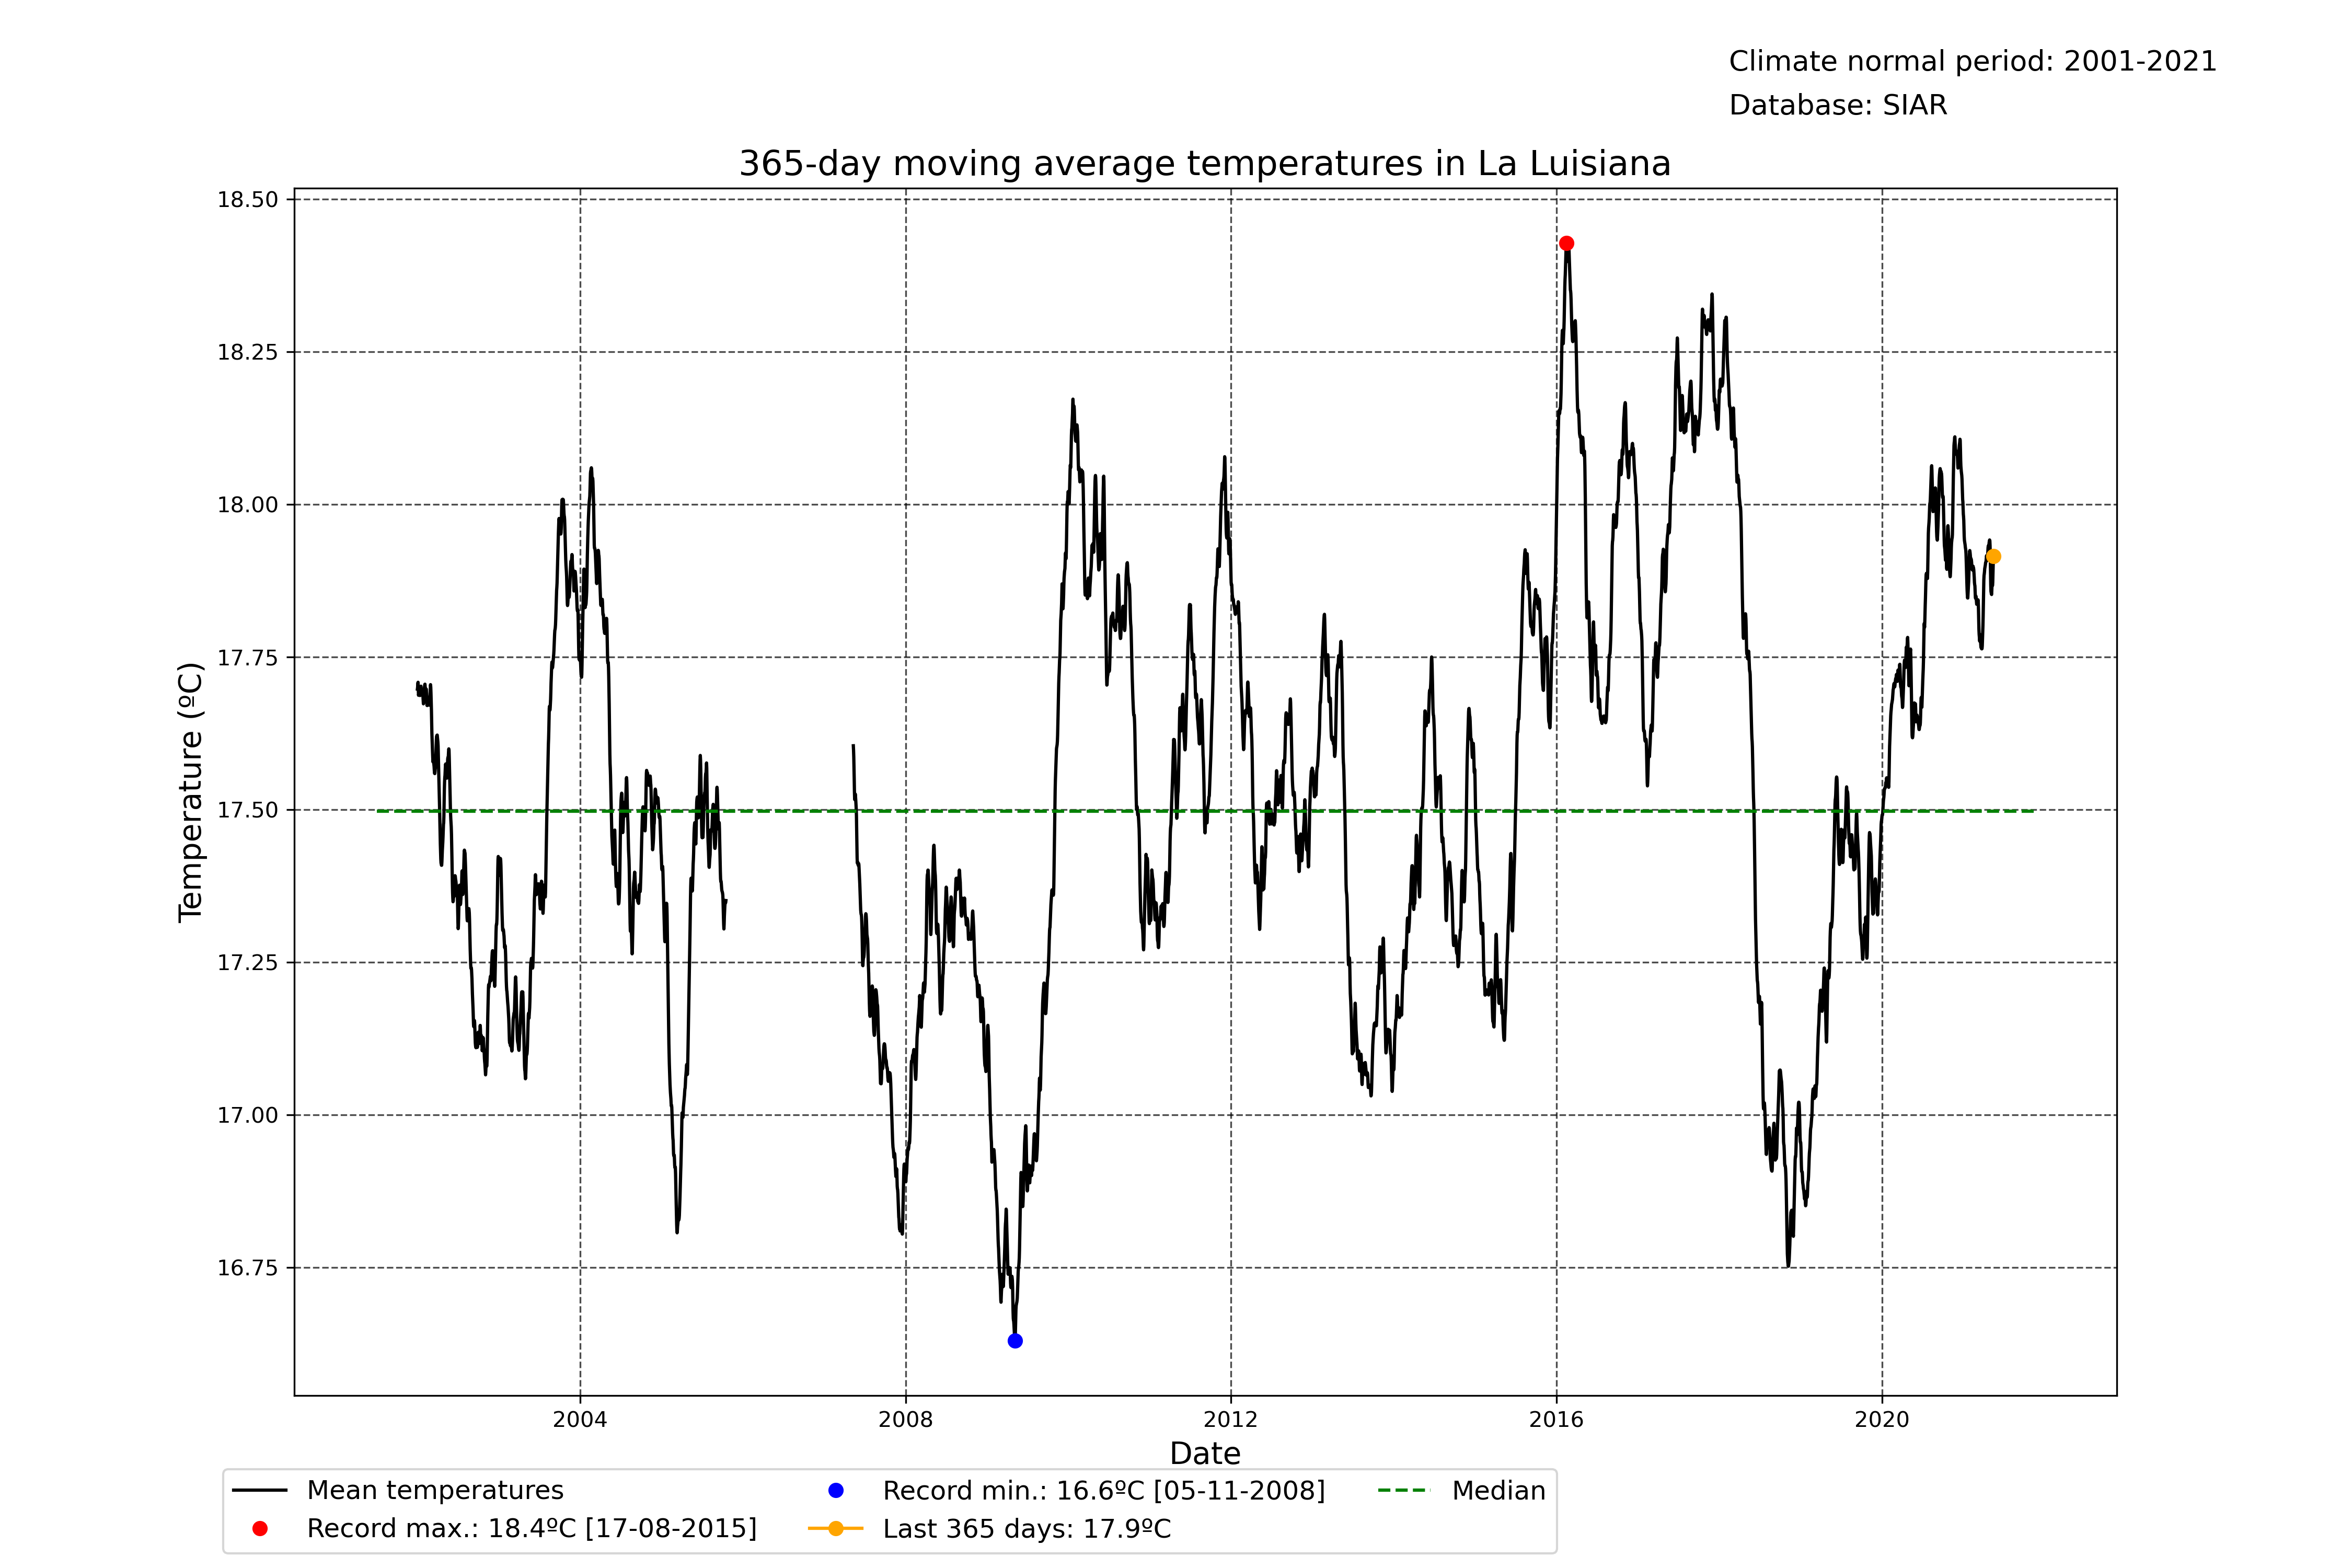 Climate normal period: 2001-2021
Database: SIAR
365-day moving average temperatures in La Luisiana
18.50
18.25
18.00
17.75
17.50
17.25
17.00
16.75
Temperature (ºC)
2004 2008 2012 2016 2020
Date
Mean temperatures
Record max.: 18.4ºC [17-08-2015]
Record min.: 16.6ºC [05-11-2008]
Last 365 days: 17.9ºC
Median